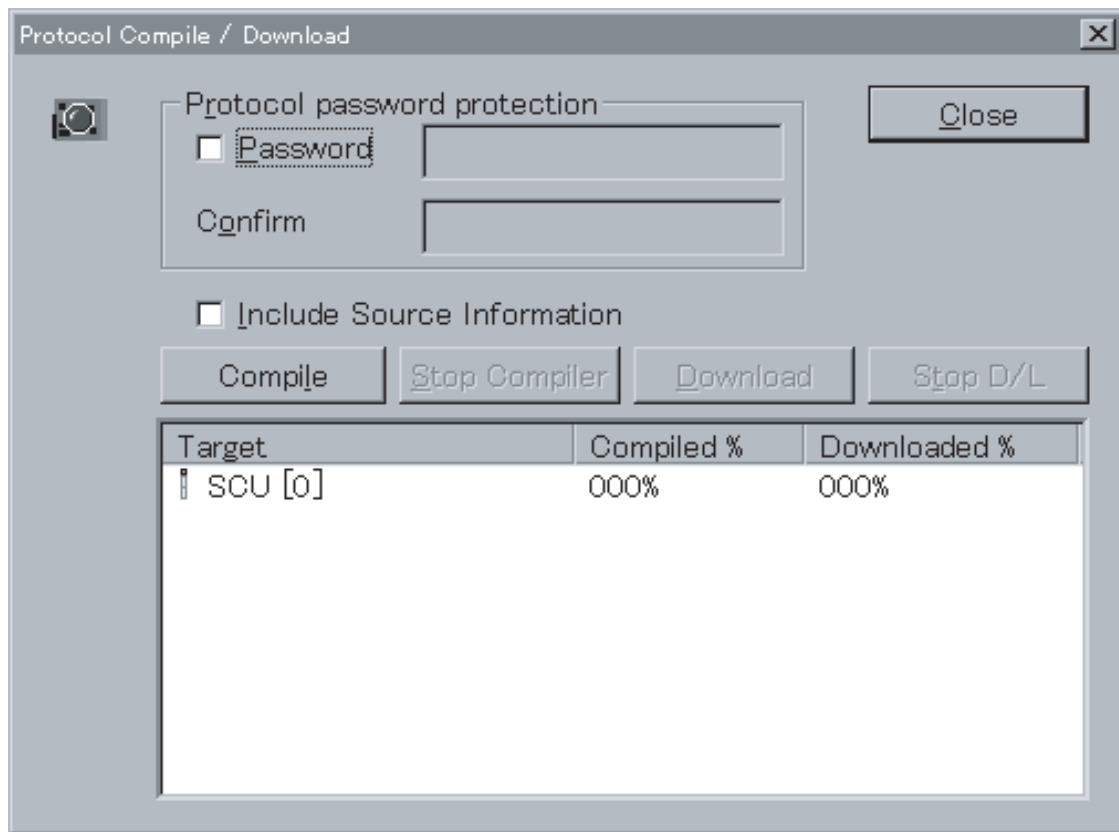 Protocol Compile / Download
Protocol password protection
Close
Password
Confirm
Include Source Information
Compile Stop Compiler Download Stop D/L
Target Compiled % Downloaded %
SCU [0] 000% 000%